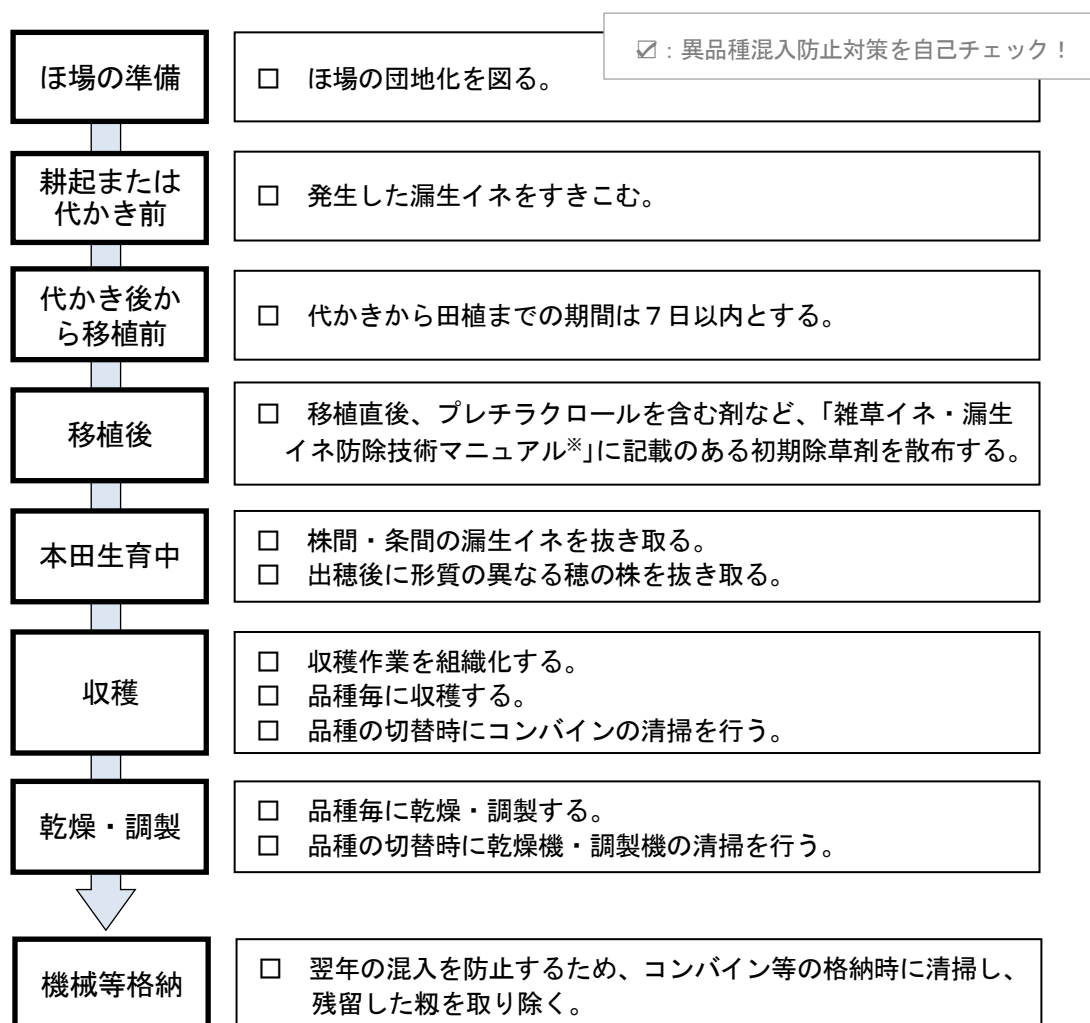 ☑：異品種混入防止対策を自己チェック！
ほ場の準備
□　ほ場の団地化を図る。
耕起または
代かき前
□　発生した漏生イネをすきこむ。
代かき後か
ら移植前
□　代かきから田植までの期間は７日以内とする。
移植後
□　移植直後、プレチラクロールを含む剤など、「雑草イネ・漏生
イネ防除技術マニュアル※」に記載のある初期除草剤を散布する。
本田生育中
□　株間・条間の漏生イネを抜き取る。
□　出穂後に形質の異なる穂の株を抜き取る。
収穫
□　収穫作業を組織化する。
□　品種毎に収穫する。
□　品種の切替時にコンバインの清掃を行う。
乾燥・調製
□　品種毎に乾燥・調製する。
□　品種の切替時に乾燥機・調製機の清掃を行う。
機械等格納
□　翌年の混入を防止するため、コンバイン等の格納時に清掃し、
残留した籾を取り除く。